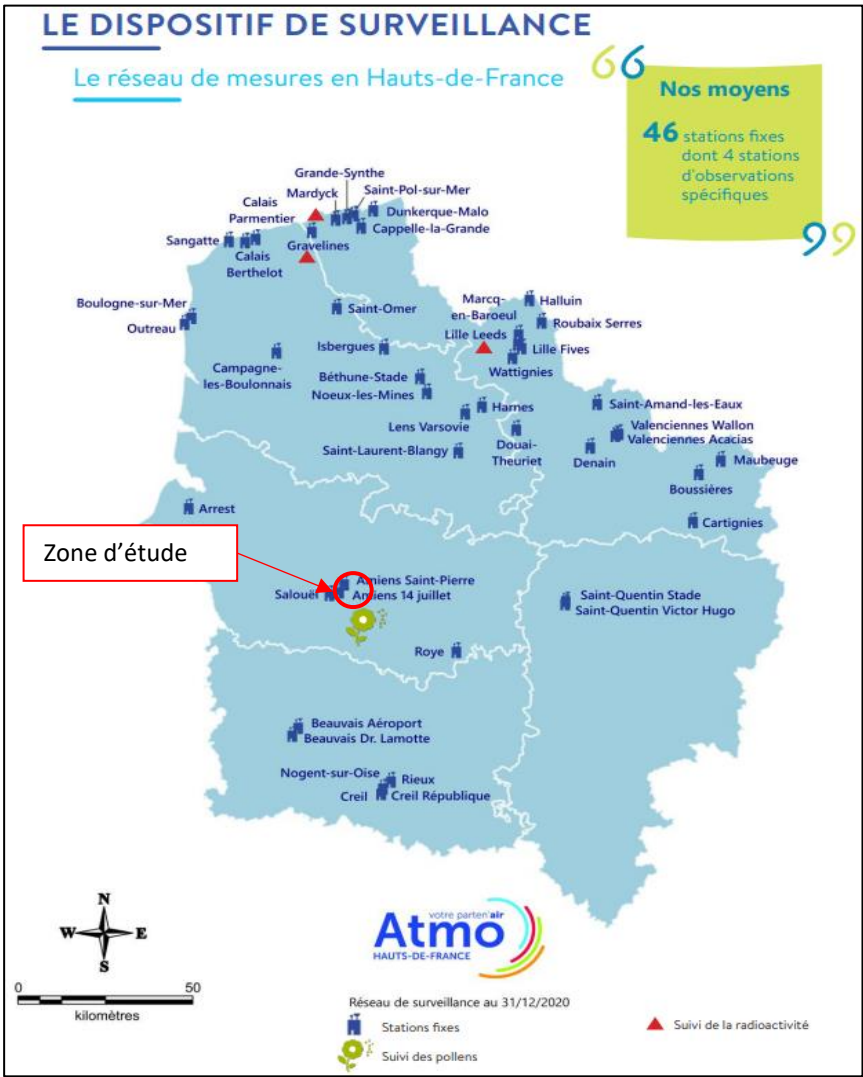 LE DISPOSITIF DE SURVEILLANCE
Le réseau de mesures en Hauts-de-France
Nos moyens
46 stations fixes
dont 4 stations
d'observations
spécifiques
Grande-Synthe
Mardyck
Saint-Pol-sur-Mer
Calais
Parmentier
Dunkerque-Malo
Cappelle-la-Grande
Sangatte
Gravelines
Calais
Berthelot
Boulogne-sur-Mer
Outreau
Saint-Omer
Marcq-
en-Baroeul
Halluin
Roubaix Serres
Lille Leeds
Lille Fives
Isbergues
Wattignies
Campagne-
les-Boulonnais
Béthune-Stade
Noeux-les-Mines
Harnes
Saint-Amand-les-Eaux
Lens Varsovie
Valenciennes Wallon
Valenciennes Acacias
Saint-Laurent-Blangy
Douai-
Theuriet
Denain
Maubeuge
Boussières
Arrest
Cartignies
Zone d'étude
Amiens Saint-Pierre
Salouël
Amiens 14 juillet
Saint-Quentin Stade
Saint-Quentin Victor Hugo
Roye
Beauvais Aéroport
Beauvais Dr. Lamotte
Nogent-sur-Oise
Rieux
Creil
Creil République
N
W
E
S
0
50
kilomètres
votre parten'air
Atmo
HAUTS-DE-FRANCE
Réseau de surveillance au 31/12/2020
Stations fixes
Suivi de la radioactivité
Suivi des pollens